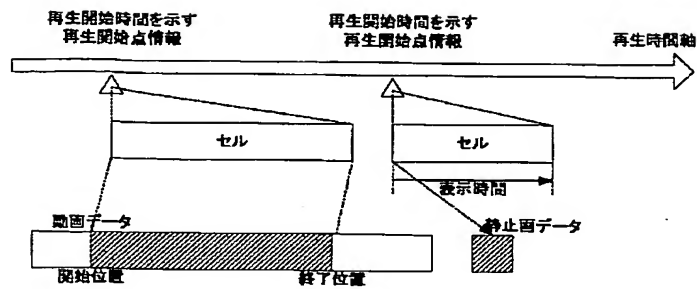 再生開始時間を示す
再生開始点情報
再生開始時間を示す
再生開始点情報
再生時間軸
セル
セル
表示時間
動画データ
静止画データ
開始位置
終了位置